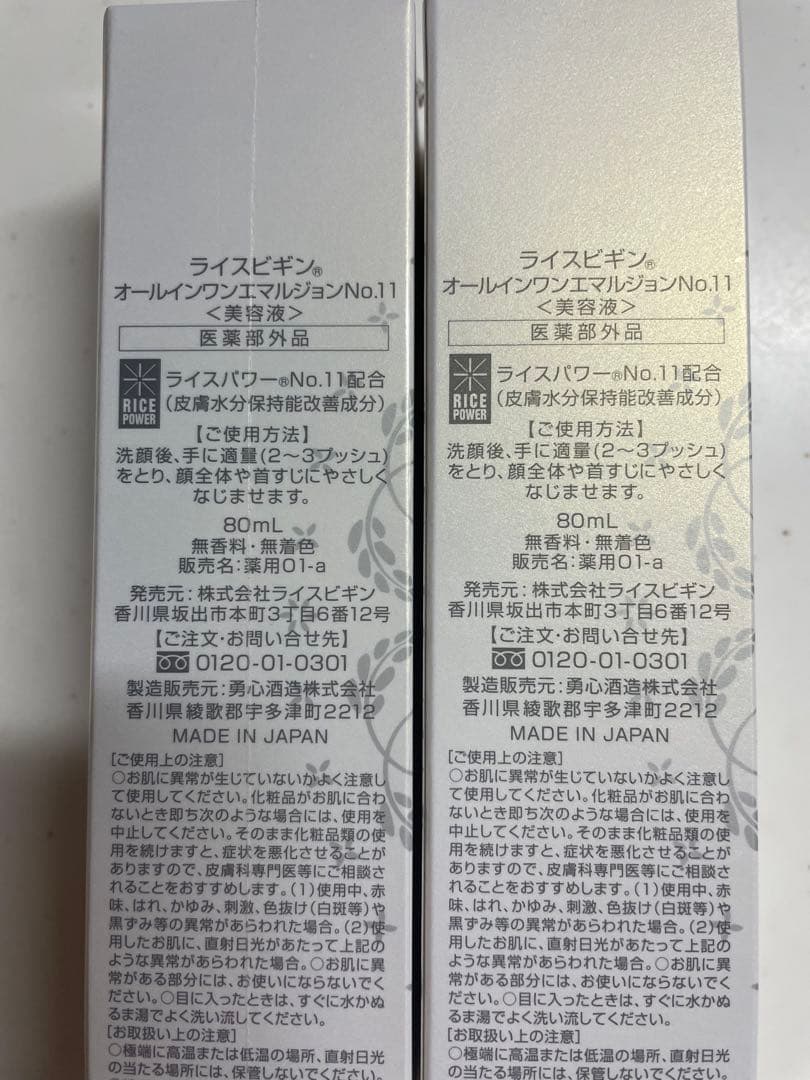 ライスビギン®
オールインワンエマルジョンNo.11
<美容液>
医薬部外品
RICE
POWER
ライスパワー®No.11配合
(皮膚水分保持能改善成分)
【ご使用方法】
洗顔後、手に適量(2〜3プッシュ)
をとり、顔全体や首すじにやさしく
なじませます。
80mL
無香料・無着色
販売名:薬用01-a
発売元:株式会社ライスビギン
香川県坂出市本町3丁目6番12号
【ご注文・お問い合せ先】
0120-01-0301
製造販売元:勇心酒造株式会社
香川県綾歌郡宇多津町2212
MADE IN JAPAN
[ご使用上の注意]
○お肌に異常が生じていないかよく注意し
て使用してください。化粧品がお肌に合わ
ないとき即ち次のような場合には、使用を
中止してください。そのまま化粧品類の使
用を続けますと、症状を悪化させることが
ありますので、皮膚科専門医等にご相談さ
れることをおすすめします。(1)使用中、赤
味、はれ、かゆみ、刺激、色抜け(白斑等)や
黒ずみ等の異常があらわれた場合。(2)使
用したお肌に、直射日光があたって上記の
ような異常があらわれた場合。○お肌に異
常がある部分には、お使いにならないでく
ださい。○目に入ったときは、すぐに水かぬ
るま湯でよく洗い流してください。
[お取扱い上の注意]
○極端に高温または低温の場所、直射日光
の当たる場所には、保管しないでください。
ライスビギン®
オールインワンエマルジョンNo.11
<美容液>
医薬部外品
RICE
POWER
ライスパワー®No.11配合
(皮膚水分保持能改善成分)
【ご使用方法】
洗顔後、手に適量(2〜3プッシュ)
をとり、顔全体や首すじにやさしく
なじませます。
80mL
無香料・無着色
販売名:薬用01-a
発売元:株式会社ライスビギン
香川県坂出市本町3丁目6番12号
【ご注文・お問い合せ先】
0120-01-0301
製造販売元:勇心酒造株式会社
香川県綾歌郡宇多津町2212
MADE IN JAPAN
[ご使用上の注意]
○お肌に異常が生じていないかよく注意し
て使用してください。化粧品がお肌に合わ
ないとき即ち次のような場合には、使用を
中止してください。そのまま化粧品類の使
用を続けますと、症状を悪化させることが
ありますので、皮膚科専門医等にご相談さ
れることをおすすめします。(1)使用中、赤
味、はれ、かゆみ、刺激、色抜け(白斑等)や
黒ずみ等の異常があらわれた場合。(2)使
用したお肌に、直射日光があたって上記の
ような異常があらわれた場合。○お肌に異
常がある部分には、お使いにならないでく
ださい。○目に入ったときは、すぐに水かぬ
るま湯でよく洗い流してください。
[お取扱い上の注意]
○極端に高温または低温の場所、直射日光
の当たる場所には、保管しないでください。